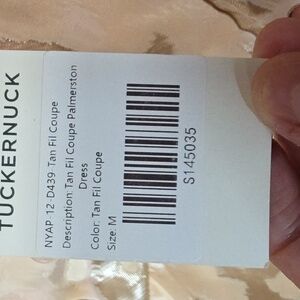 TUCKERNUCK
NYAP 12-D439 Tan Fil Coupe
Description: Tan Fil Coupe Palmerston
Dress
Color: Tan Fil Coupe
Size: M
S145035